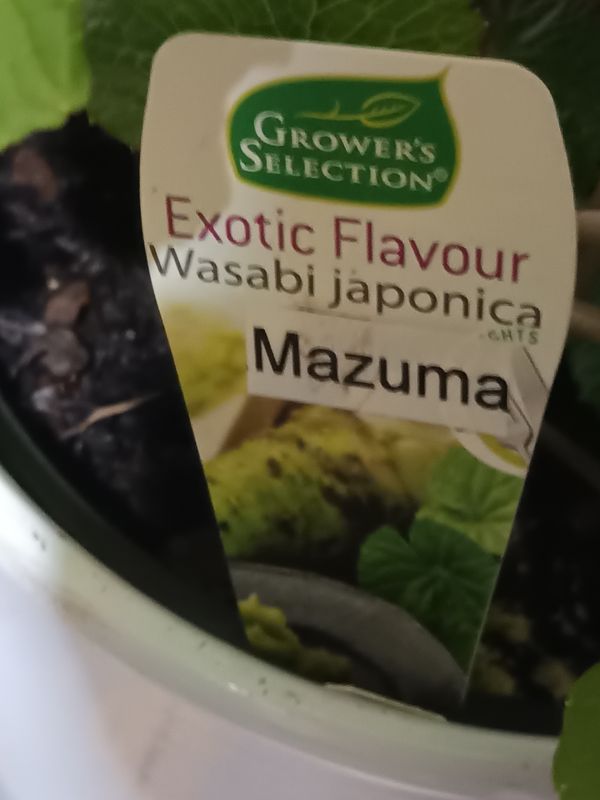 GROWER'S
SELECTION®
Exotic Flavour
Wasabi japonica
Mazuma